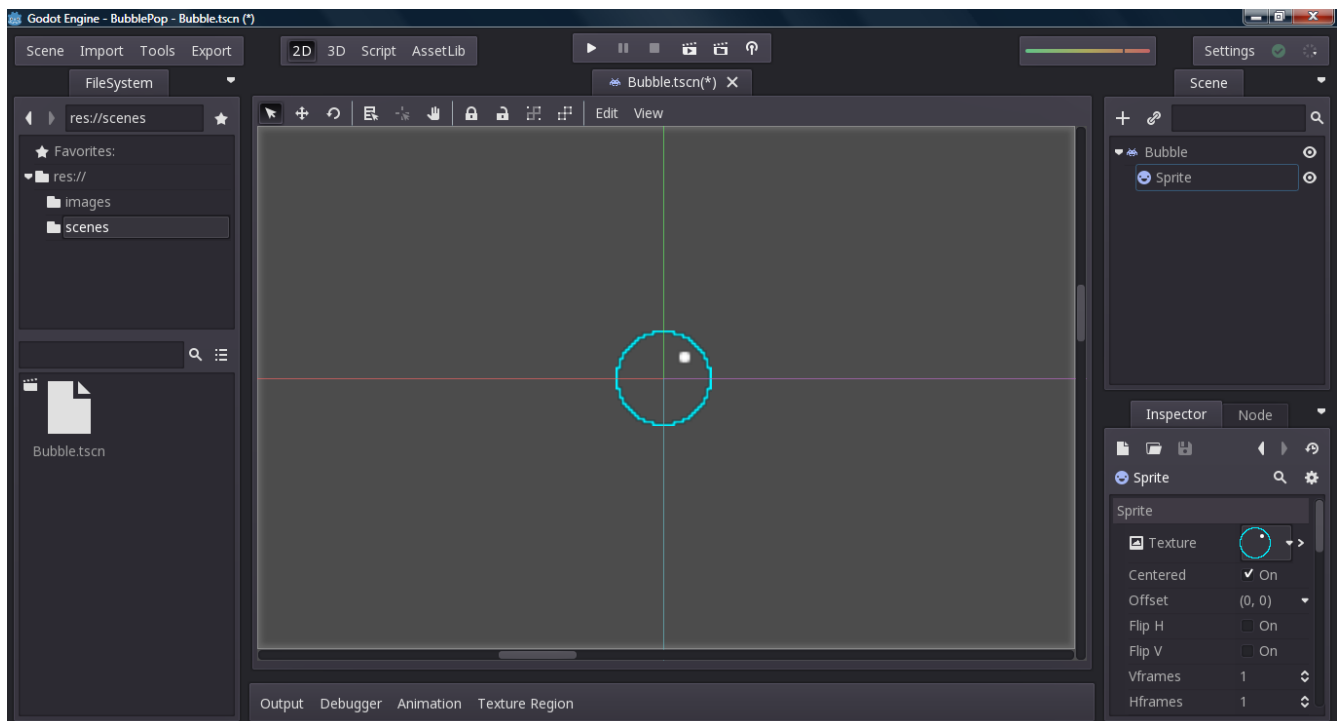 Godot Engine - BubblePop - Bubble.tscn (*)
Scene Import Tools Export
2D 3D Script AssetLib
Settings
FileSystem
Bubble.tscn(*)
Scene
res://scenes
Edit View
Favorites:
res://
images
scenes
Bubble.tscn
Bubble
Sprite
Inspector Node
Sprite
Sprite
Texture
Centered On
Offset (0, 0)
Flip H On
Flip V On
Vframes 1
Hframes 1
Output Debugger Animation Texture Region